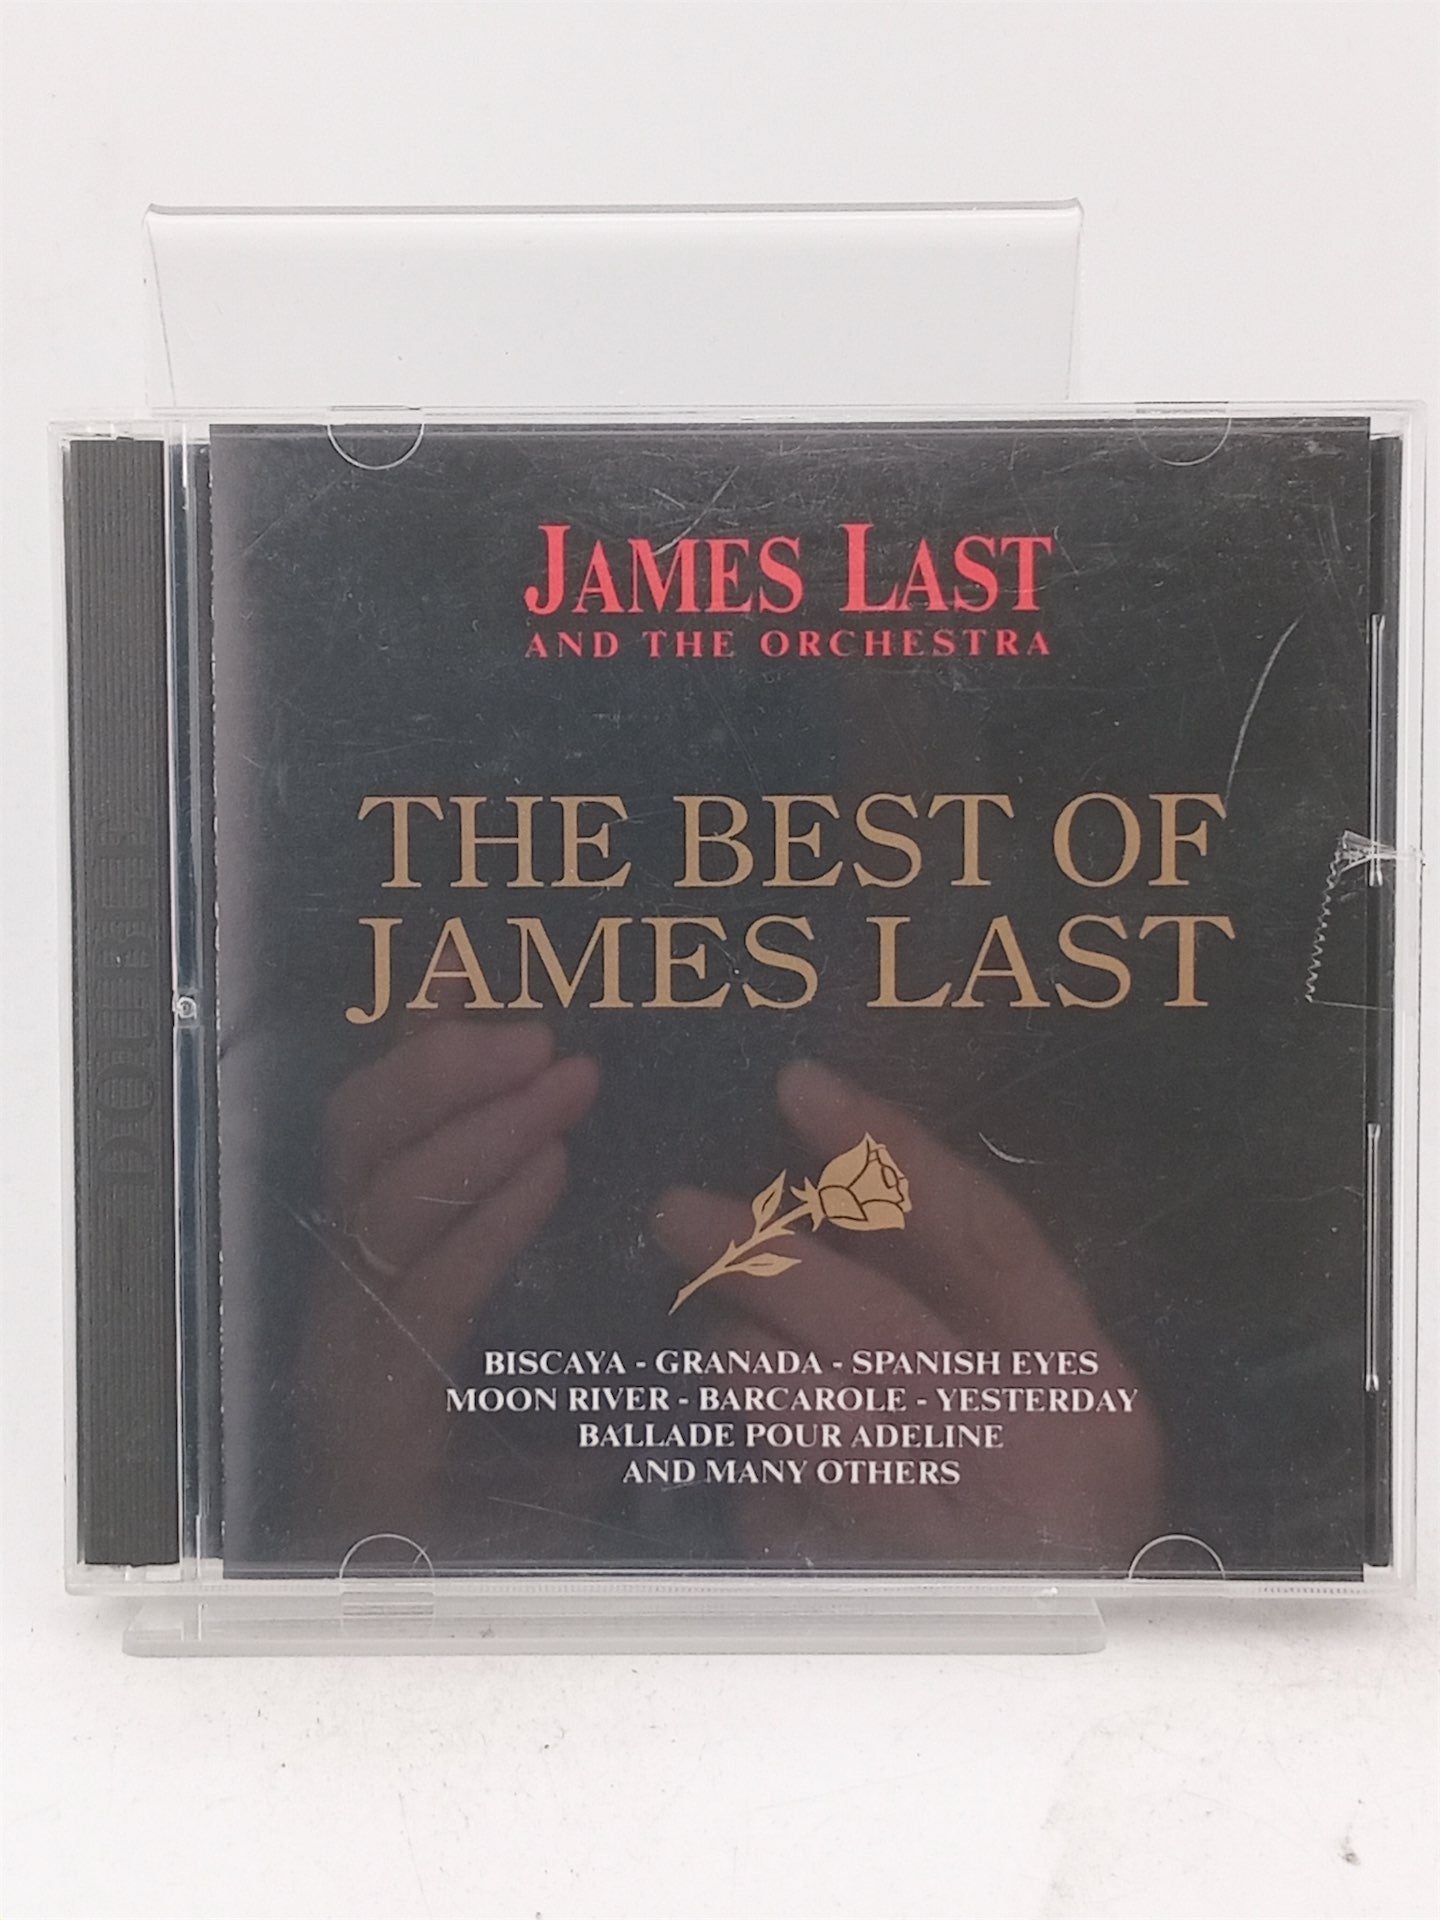 JAMES LAST
AND THE ORCHESTRA
THE BEST OF
JAMES LAST
BISCAYA - GRANADA - SPANISH EYES
MOON RIVER - BARCAROLE - YESTERDAY
BALLADE POUR ADELINE
AND MANY OTHERS
DOUBLE